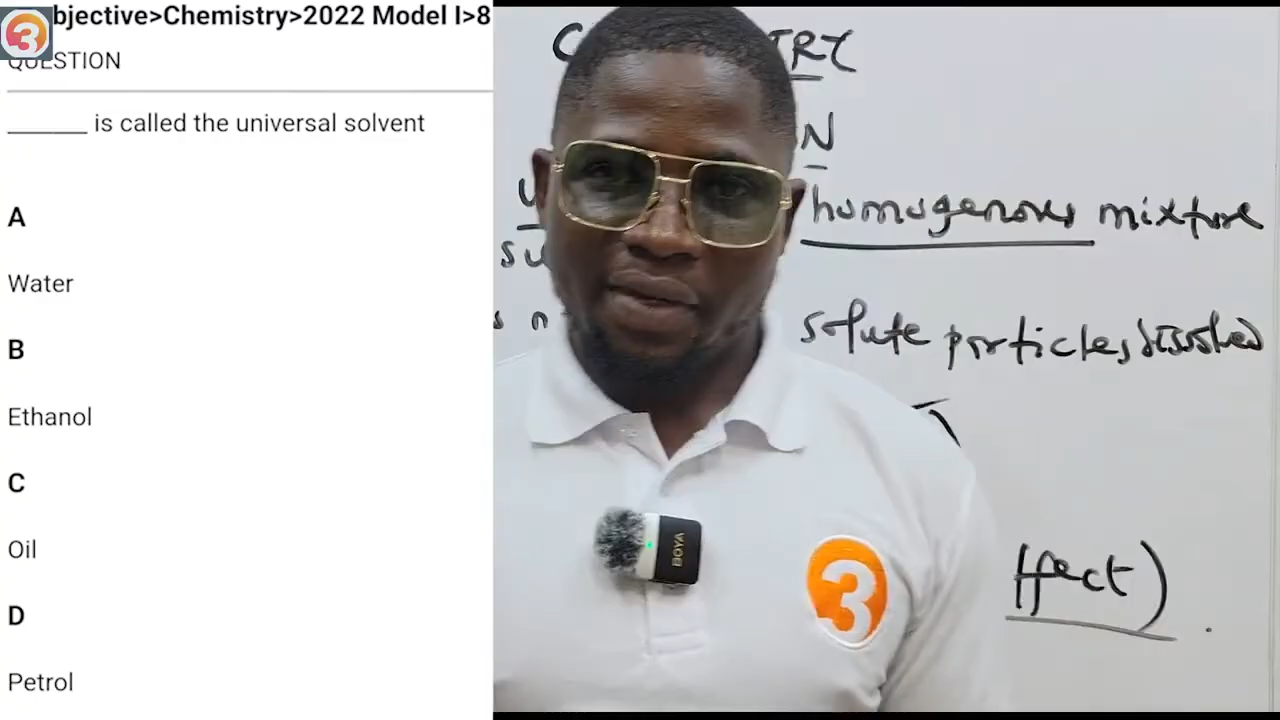 bjective>Chemistry>2022 Model I>8
3
QUESTION
_______ is called the universal solvent
A
Water
B
Ethanol
C
Oil
D
Petrol
N
homogenous mixture
solute particles dissolved
ffect)
BOYA
3